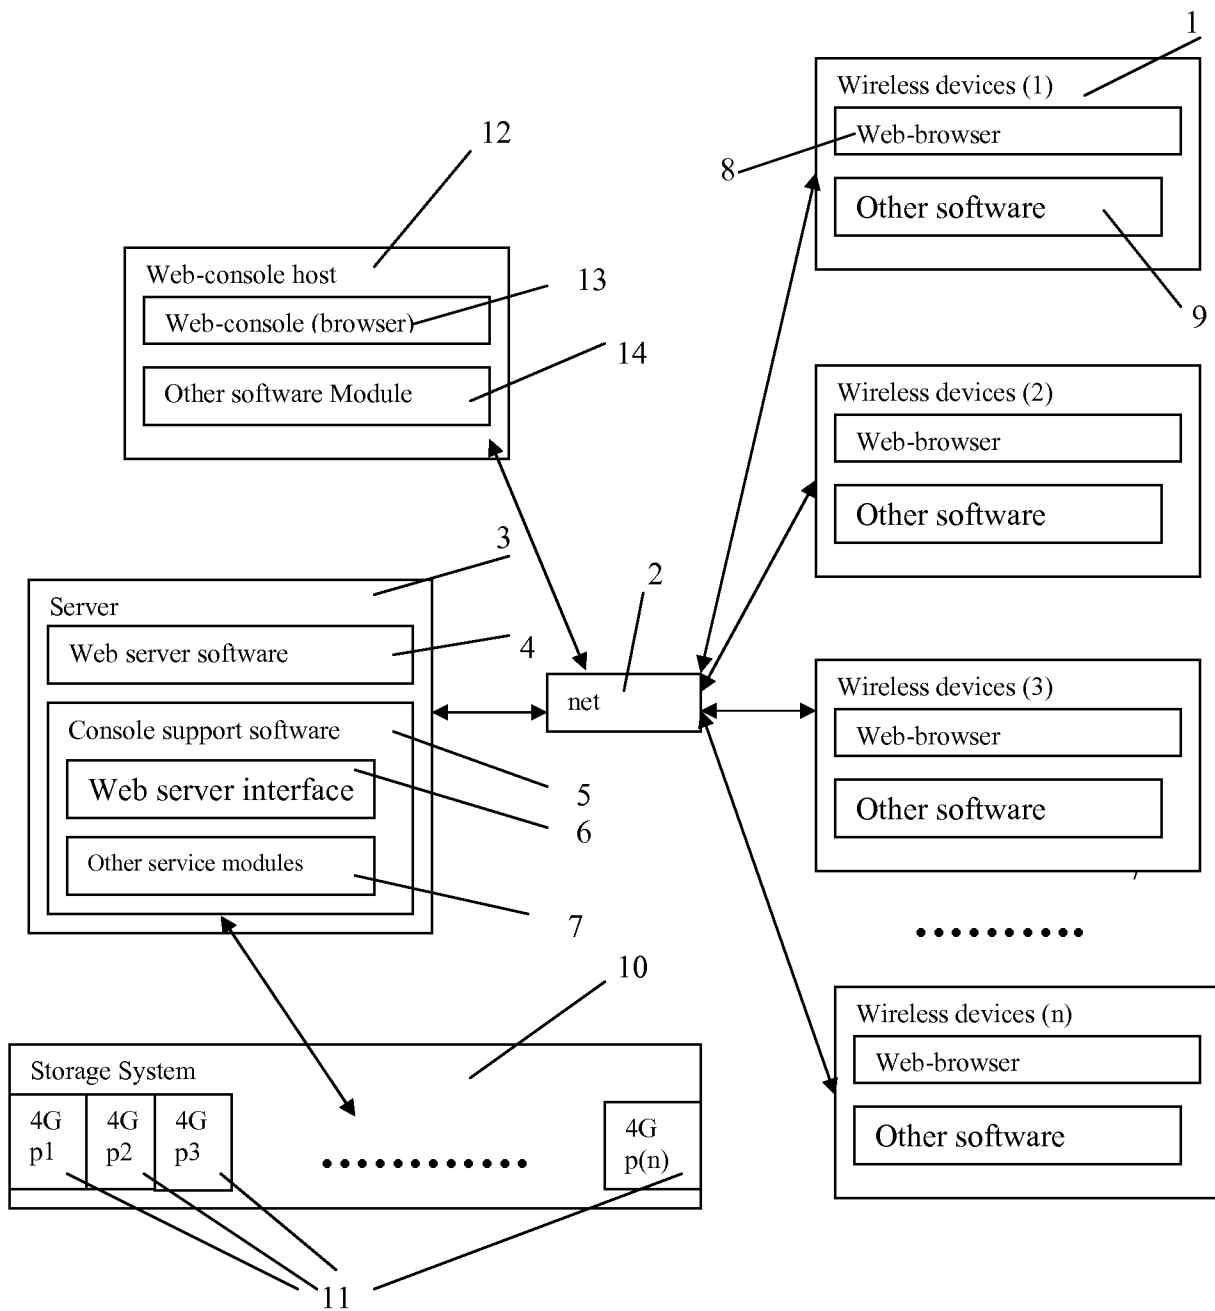 1
Wireless devices (1)
Web-browser
8
Other software
9
12
Web-console host
13
Web-console (browser)
14
Other software Module
Wireless devices (2)
Web-browser
Other software
3
Server
4
Web server software
2
net
Console support software
5
Web server interface
6
Other service modules
7
Wireless devices (3)
Web-browser
Other software
10
Storage System
4G
p1
4G
p2
4G
p3
4G
p(n)
11
Wireless devices (n)
Web-browser
Other software